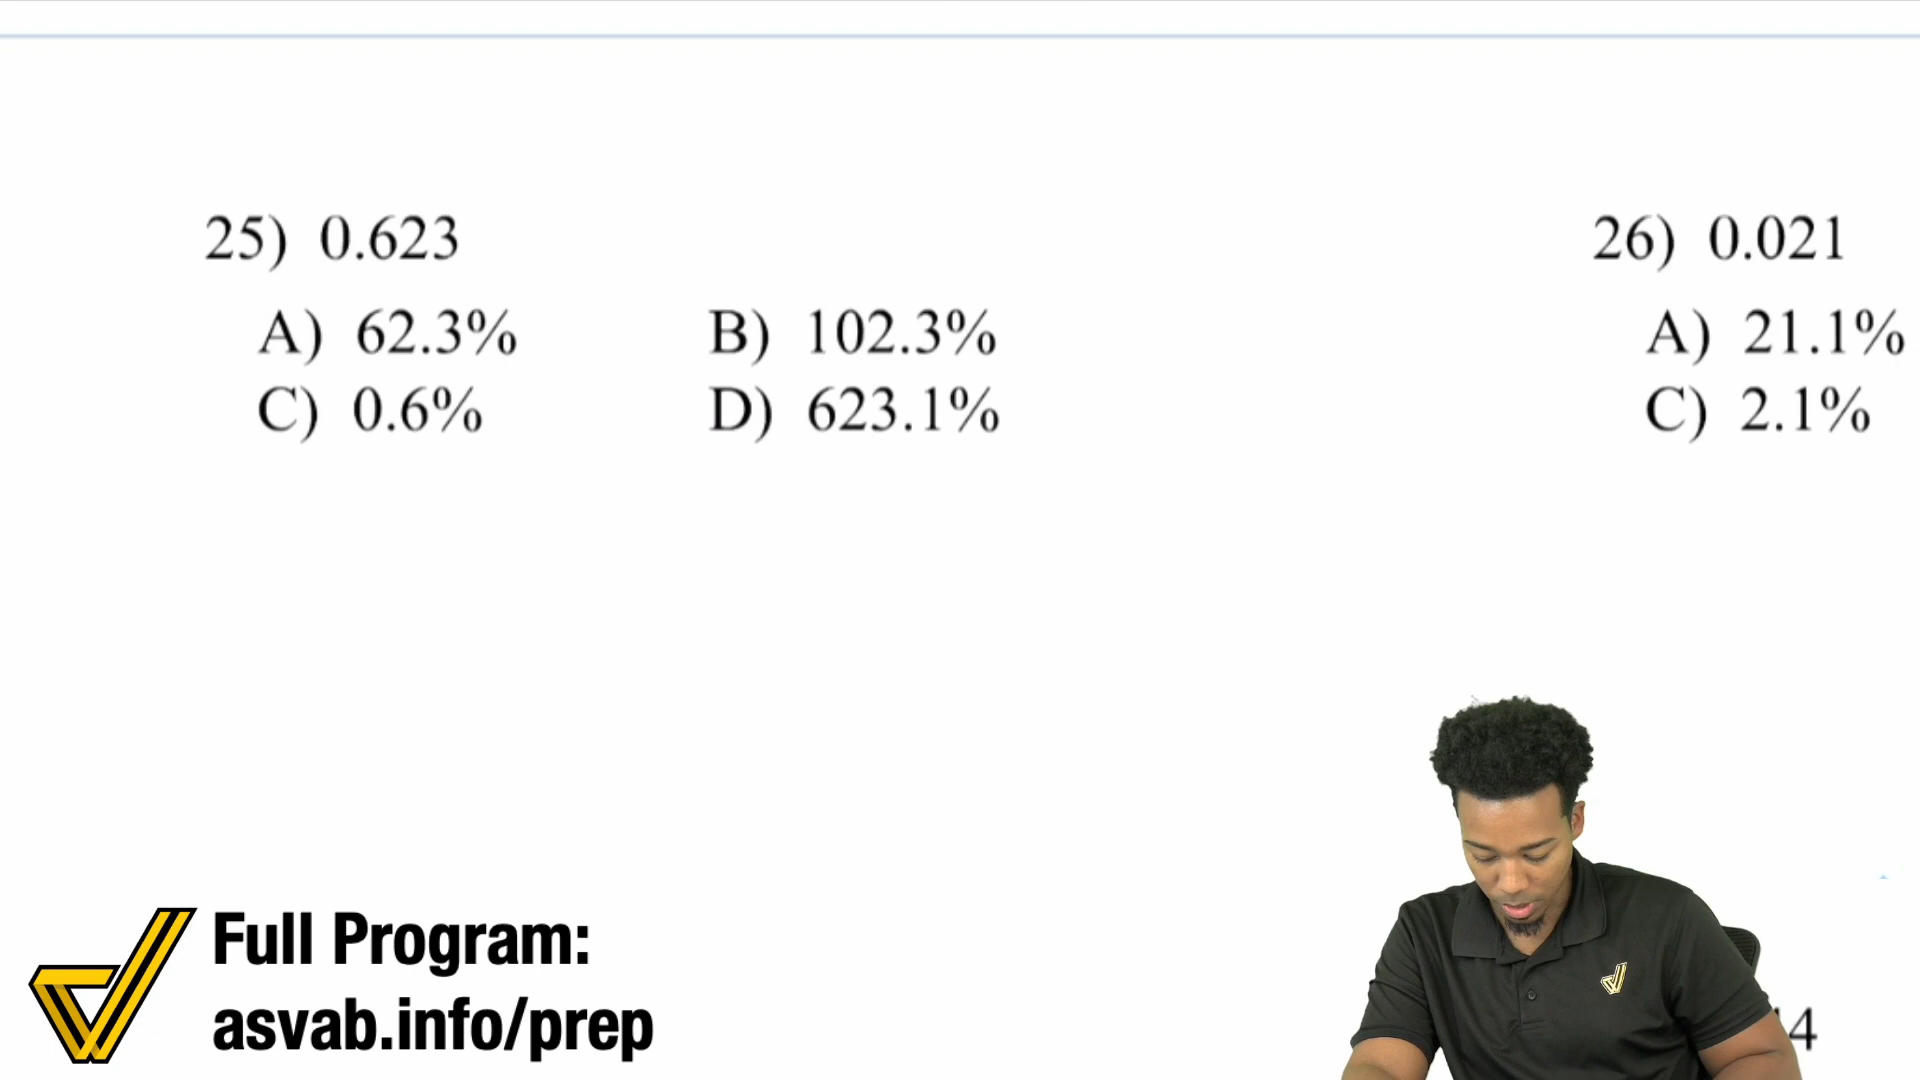 25) 0.623
A) 62.3% B) 102.3%
C) 0.6% D) 623.1%
26) 0.021
A) 21.1%
C) 2.1%
Full Program:
asvab.info/prep
4